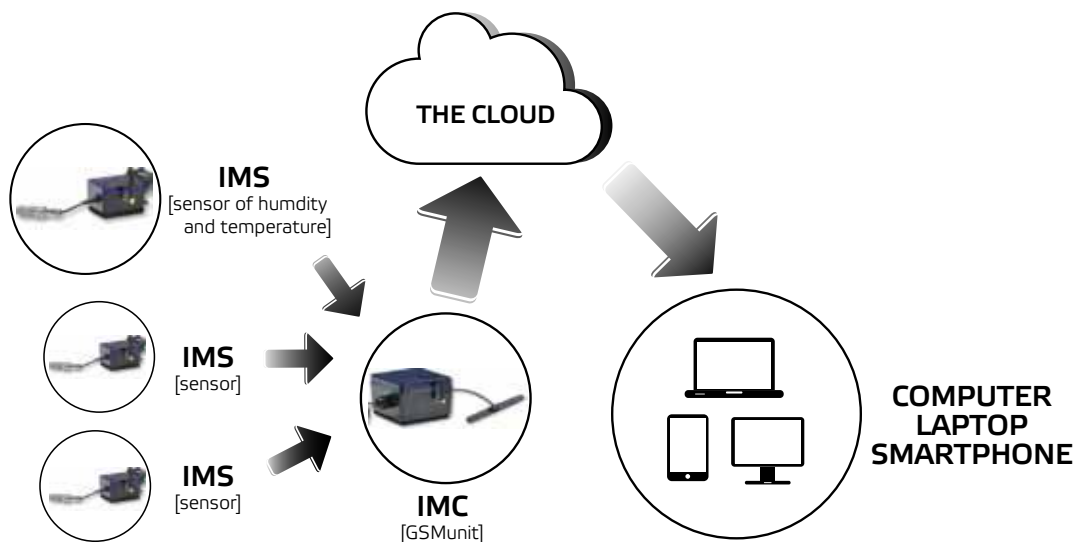 THE CLOUD
IMS
[sensor of humdity
and temperature]
IMS
[sensor]
IMS
[sensor]
IMC
[GSMunit]
COMPUTER
LAPTOP
SMARTPHONE